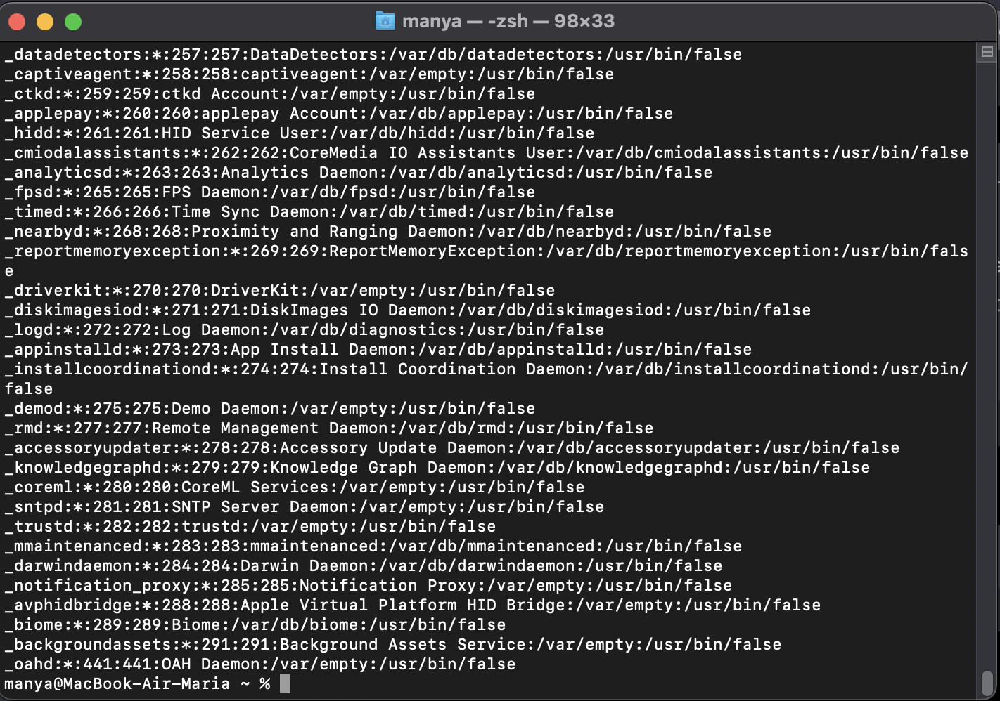 manya — -zsh — 98×33
_datadetectors:*:257:257:DataDetectors:/var/db/datadetectors:/usr/bin/false
_captiveagent:*:258:258:captiveagent:/var/empty:/usr/bin/false
_ctkd:*:259:259:ctkd Account:/var/empty:/usr/bin/false
_applepay:*:260:260:applepay Account:/var/db/applepay:/usr/bin/false
_hidd:*:261:261:HID Service User:/var/db/hidd:/usr/bin/false
_cmiodalassistants:*:262:262:CoreMedia IO Assistants User:/var/db/cmiodalassistants:/usr/bin/false
_analyticsd:*:263:263:Analytics Daemon:/var/db/analyticsd:/usr/bin/false
_fpsd:*:265:265:FPS Daemon:/var/db/fpsd:/usr/bin/false
_timed:*:266:266:Time Sync Daemon:/var/db/timed:/usr/bin/false
_nearbyd:*:268:268:Proximity and Ranging Daemon:/var/db/nearbyd:/usr/bin/false
_reportmemoryexception:*:269:269:ReportMemoryException:/var/db/reportmemoryexception:/usr/bin/fals
e
_driverkit:*:270:270:DriverKit:/var/empty:/usr/bin/false
_diskimagesiod:*:271:271:DiskImages IO Daemon:/var/db/diskimagesiod:/usr/bin/false
_logd:*:272:272:Log Daemon:/var/db/diagnostics:/usr/bin/false
_appinstalld:*:273:273:App Install Daemon:/var/db/appinstalld:/usr/bin/false
_installcoordinationd:*:274:274:Install Coordination Daemon:/var/db/installcoordinationd:/usr/bin/
false
_demod:*:275:275:Demo Daemon:/var/empty:/usr/bin/false
_rmd:*:277:277:Remote Management Daemon:/var/db/rmd:/usr/bin/false
_accessoryupdater:*:278:278:Accessory Update Daemon:/var/db/accessoryupdater:/usr/bin/false
_knowledgegraphd:*:279:279:Knowledge Graph Daemon:/var/db/knowledgegraphd:/usr/bin/false
_coreml:*:280:280:CoreML Services:/var/empty:/usr/bin/false
_sntpd:*:281:281:SNTP Server Daemon:/var/empty:/usr/bin/false
_trustd:*:282:282:trustd:/var/empty:/usr/bin/false
_mmaintenanced:*:283:283:mmaintenanced:/var/db/mmaintenanced:/usr/bin/false
_darwindaemon:*:284:284:Darwin Daemon:/var/db/darwindaemon:/usr/bin/false
_notification_proxy:*:285:285:Notification Proxy:/var/empty:/usr/bin/false
_avphidbridge:*:288:288:Apple Virtual Platform HID Bridge:/var/empty:/usr/bin/false
_biome:*:289:289:Biome:/var/db/biome:/usr/bin/false
_backgroundassets:*:291:291:Background Assets Service:/var/empty:/usr/bin/false
_oahd:*:441:441:OAH Daemon:/var/empty:/usr/bin/false
manya@MacBook-Air-Maria ~ %